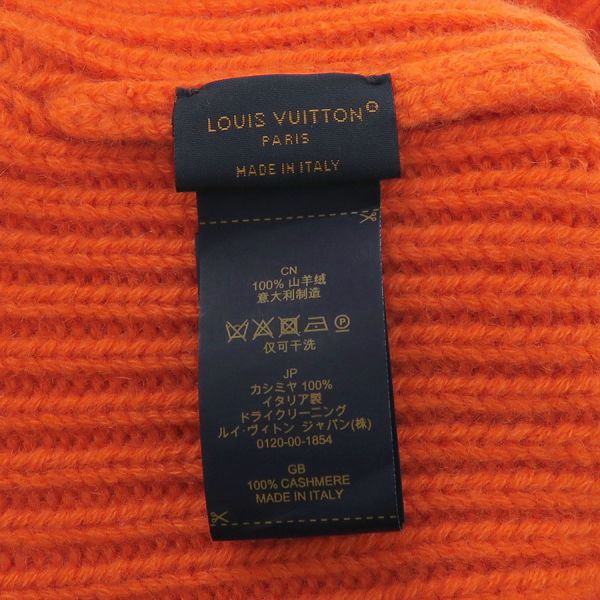 LOUIS VUITTON®
PARIS
MADE IN ITALY
CN
100% 山羊绒
意大利制造
仅可干洗
JP
カシミヤ 100%
イタリア製
ドライクリーニング
ルイ・ヴィトン ジャパン(株)
0120-00-1854
GB
100% CASHMERE
MADE IN ITALY